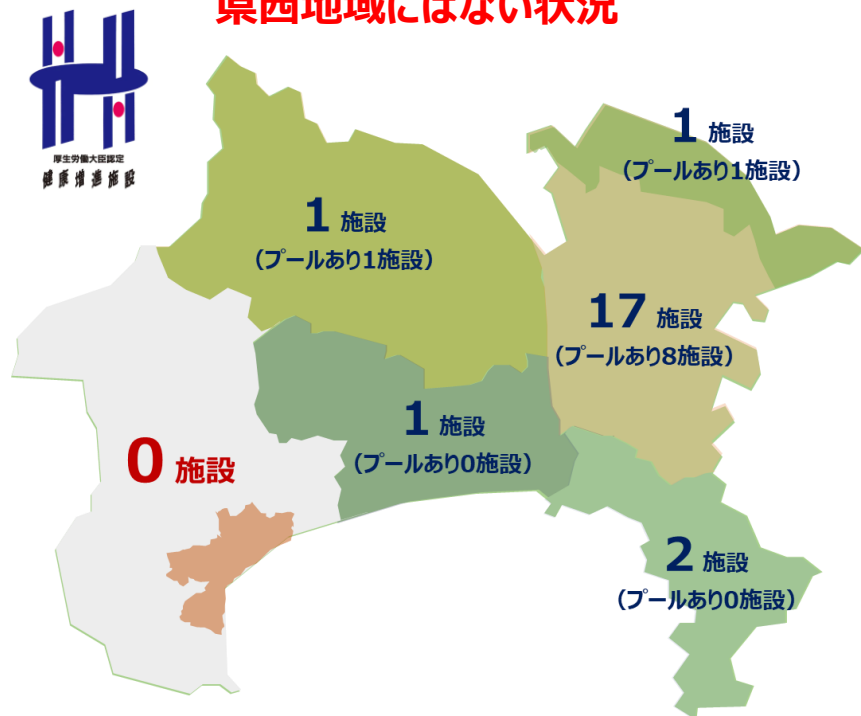 県西地域にはない状況
厚生労働大臣認定
健康増進施設
1 施設
(プールあり1施設)
1 施設
(プールあり1施設)
17 施設
(プールあり8施設)
1 施設
(プールあり0施設)
0 施設
2 施設
(プールあり0施設)